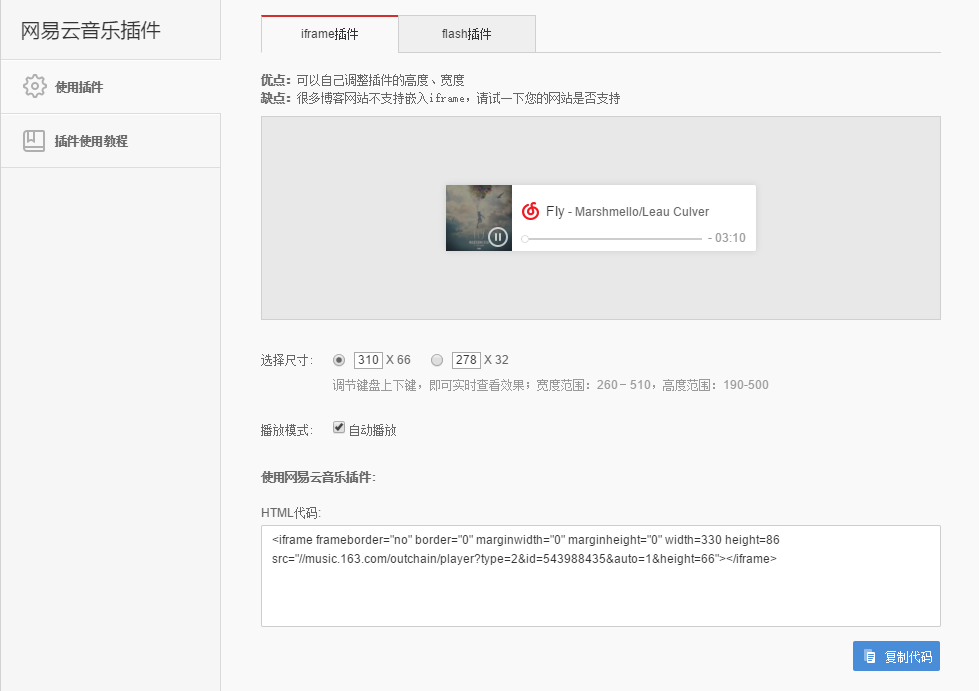 网易云音乐插件
使用插件
插件使用教程
iframe插件
flash插件
优点：可以自己调整插件的高度、宽度
缺点：很多博客网站不支持嵌入iframe，请试一下您的网站是否支持
Fly - Marshmello/Leau Culver
- 03:10
选择尺寸： 310 X 66 278 X 32
调节键盘上下键，即可实时查看效果；宽度范围：260－510，高度范围：190-500
播放模式： 自动播放
使用网易云音乐插件：
HTML代码:
<iframe frameborder="no" border="0" marginwidth="0" marginheight="0" width=330 height=86
src="//music.163.com/outchain/player?type=2&id=543988435&auto=1&height=66"></iframe>
复制代码